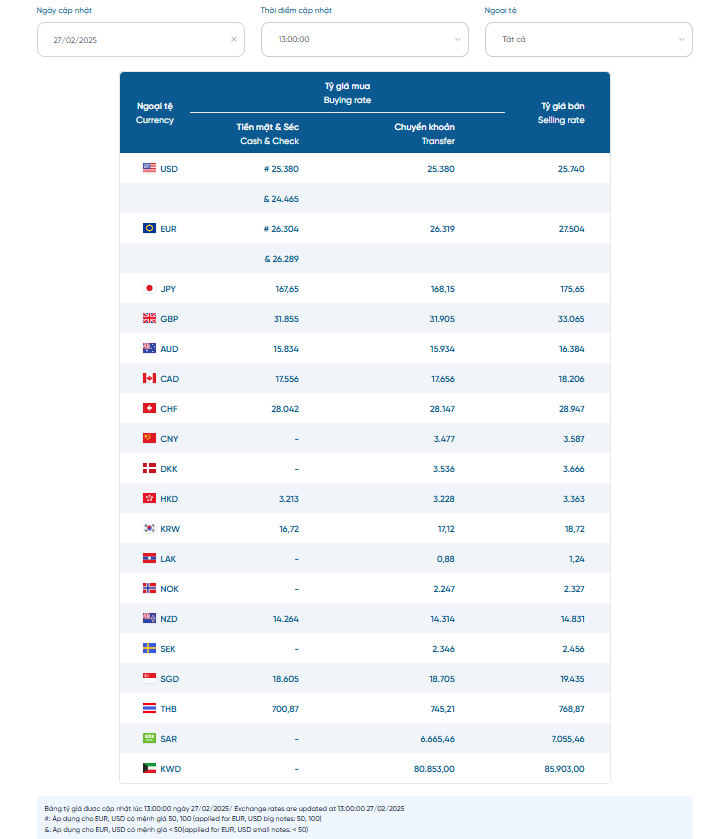 Ngày cập nhật Thời điểm cập nhật Ngoại tệ
27/02/2025 × 13:00:00 Tất cả
Tỷ giá mua
Buying rate
Ngoại tệ
Currency
Tỷ giá bán
Selling rate
Tiền mặt & Séc
Cash & Check
Chuyển khoản
Transfer
USD # 25.380 25.380 25.740
& 24.465
EUR # 26.304 26.319 27.504
& 26.289
JPY 167,65 168,15 175,65
GBP 31.855 31.905 33.065
AUD 15.834 15.934 16.384
CAD 17.556 17.656 18.206
CHF 28.042 28.147 28.947
CNY - 3.477 3.587
DKK - 3.536 3.666
HKD 3.213 3.228 3.363
KRW 16,72 17,12 18,72
LAK - 0,88 1,24
NOK - 2.247 2.327
NZD 14.264 14.314 14.831
SEK - 2.346 2.456
SGD 18.605 18.705 19.435
THB 700,87 745,21 768,87
SAR - 6.665,46 7.055,46
KWD - 80.853,00 85.903,00
Bảng tỷ giá được cập nhật lúc 13:00:00 ngày 27/02/2025/ Exchange rates are updated at 13:00:00 27/02/2025
#: Áp dụng cho EUR, USD có mệnh giá 50, 100 (applied for EUR, USD big notes: 50, 100)
&: Áp dụng cho EUR, USD có mệnh giá < 50(applied for EUR, USD small notes: < 50)